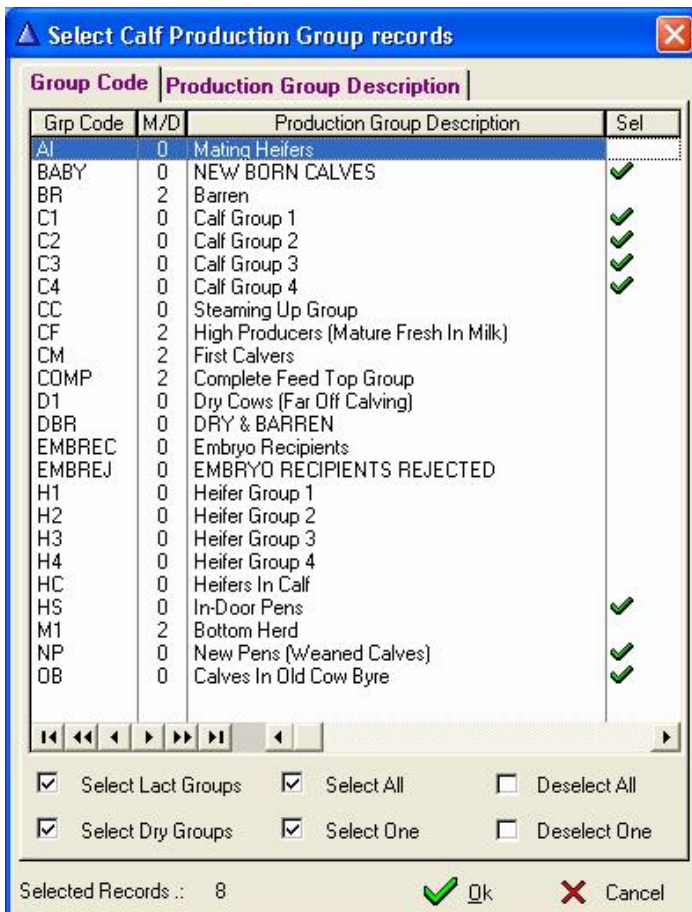 Select Calf Production Group records
Group Code Production Group Description
Grp Code M/D Production Group Description Sel
AI 0 Mating Heifers
BABY 0 NEW BORN CALVES
BR 2 Barren
C1 0 Calf Group 1
C2 0 Calf Group 2
C3 0 Calf Group 3
C4 0 Calf Group 4
CC 0 Steaming Up Group
CF 2 High Producers (Mature Fresh In Milk)
CM 2 First Calvers
COMP 2 Complete Feed Top Group
D1 0 Dry Cows (Far Off Calving)
DBR 0 DRY & BARREN
EMBREC 0 Embryo Recipients
EMBREJ 0 EMBRYO RECIPIENTS REJECTED
H1 0 Heifer Group 1
H2 0 Heifer Group 2
H3 0 Heifer Group 3
H4 0 Heifer Group 4
HC 0 Heifers In Calf
HS 0 In-Door Pens
M1 2 Bottom Herd
NP 0 New Pens (Weaned Calves)
OB 0 Calves In Old Cow Byre
Select Lact Groups Select All Deselect All
Select Dry Groups Select One Deselect One
Selected Records .: 8 Ok Cancel